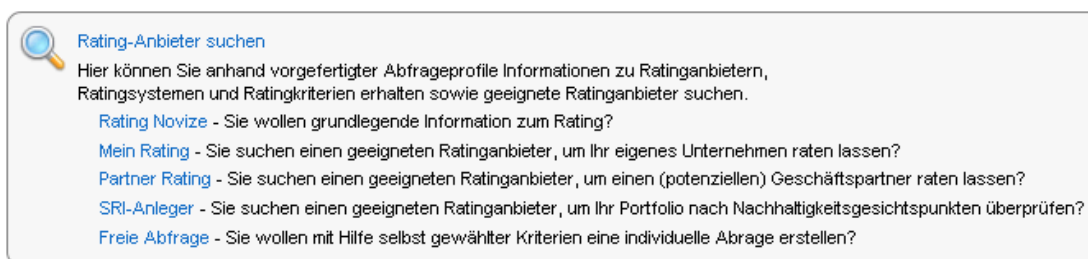 Rating-Anbieter suchen
Hier können Sie anhand vorgefertigter Abfrageprofile Informationen zu Ratinganbietern,
Ratingsystemen und Ratingkriterien erhalten sowie geeignete Ratinganbieter suchen.
Rating Novize - Sie wollen grundlegende Information zum Rating?
Mein Rating - Sie suchen einen geeigneten Ratinganbieter, um Ihr eigenes Unternehmen raten lassen?
Partner Rating - Sie suchen einen geeigneten Ratinganbieter, um einen (potenziellen) Geschäftspartner raten lassen?
SRI-Anleger - Sie suchen einen geeigneten Ratinganbieter, um Ihr Portfolio nach Nachhaltigkeitsgesichtspunkten überprüfen?
Freie Abfrage - Sie wollen mit Hilfe selbst gewählter Kriterien eine individuelle Abrage erstellen?